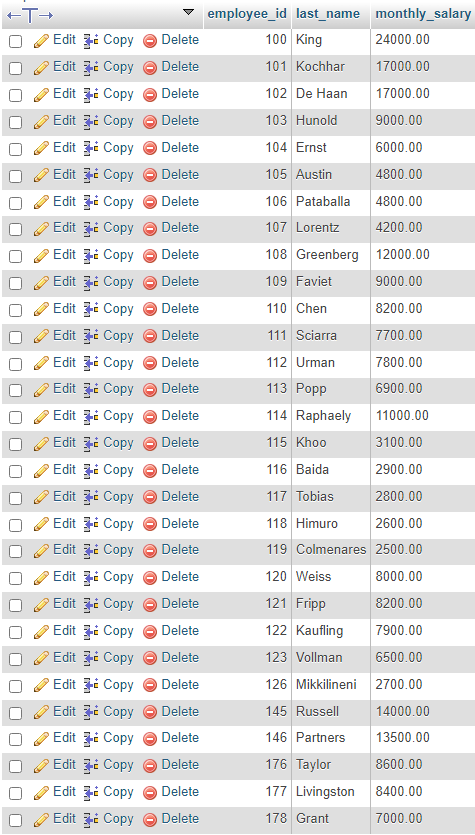 employee_id last_name monthly_salary
Edit Copy Delete 100 King 24000.00
Edit Copy Delete 101 Kochhar 17000.00
Edit Copy Delete 102 De Haan 17000.00
Edit Copy Delete 103 Hunold 9000.00
Edit Copy Delete 104 Ernst 6000.00
Edit Copy Delete 105 Austin 4800.00
Edit Copy Delete 106 Pataballa 4800.00
Edit Copy Delete 107 Lorentz 4200.00
Edit Copy Delete 108 Greenberg 12000.00
Edit Copy Delete 109 Faviet 9000.00
Edit Copy Delete 110 Chen 8200.00
Edit Copy Delete 111 Sciarra 7700.00
Edit Copy Delete 112 Urman 7800.00
Edit Copy Delete 113 Popp 6900.00
Edit Copy Delete 114 Raphaely 11000.00
Edit Copy Delete 115 Khoo 3100.00
Edit Copy Delete 116 Baida 2900.00
Edit Copy Delete 117 Tobias 2800.00
Edit Copy Delete 118 Himuro 2600.00
Edit Copy Delete 119 Colmenares 2500.00
Edit Copy Delete 120 Weiss 8000.00
Edit Copy Delete 121 Fripp 8200.00
Edit Copy Delete 122 Kaufling 7900.00
Edit Copy Delete 123 Vollman 6500.00
Edit Copy Delete 126 Mikkilineni 2700.00
Edit Copy Delete 145 Russell 14000.00
Edit Copy Delete 146 Partners 13500.00
Edit Copy Delete 176 Taylor 8600.00
Edit Copy Delete 177 Livingston 8400.00
Edit Copy Delete 178 Grant 7000.00